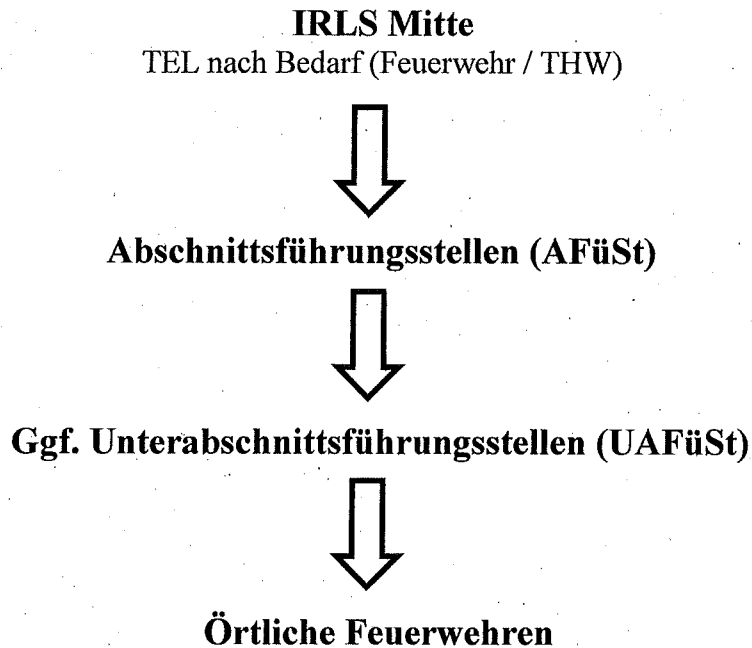 IRLS Mitte
TEL nach Bedarf (Feuerwehr / THW)
Abschnittsführungsstellen (AFüSt)
Ggf. Unterabschnittsführungsstellen (UAFüSt)
Örtliche Feuerwehren